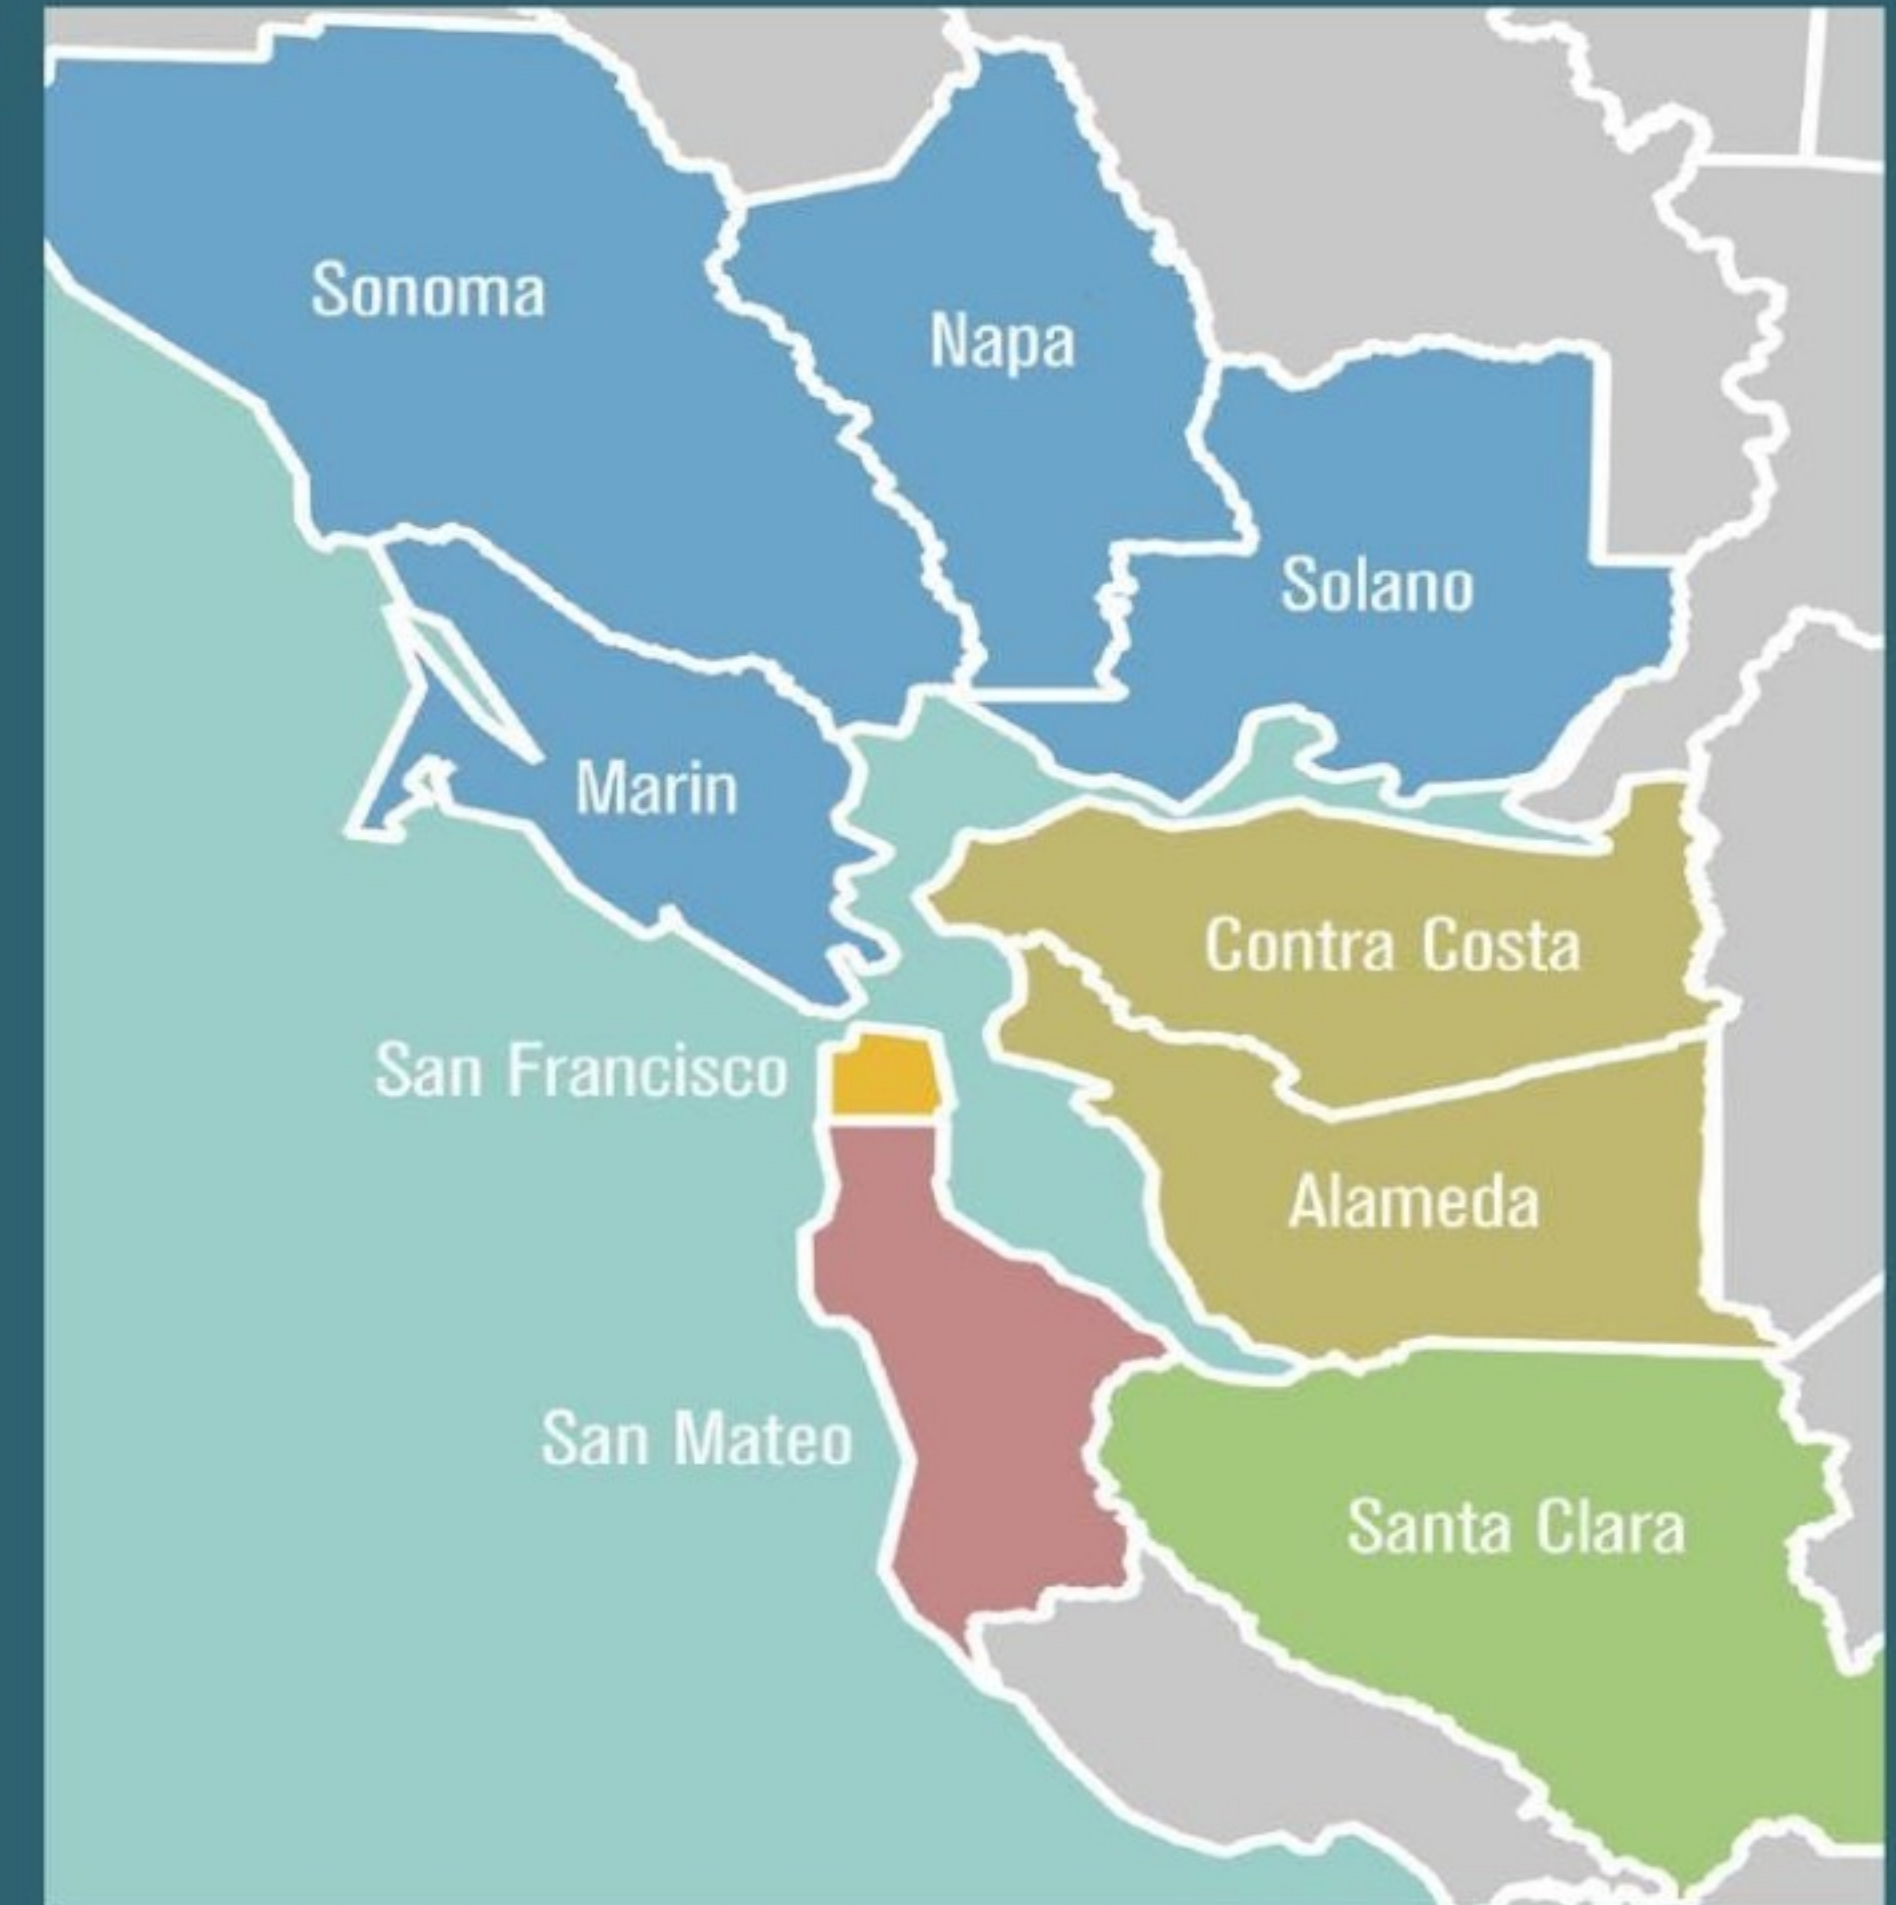 Sonoma
Napa
Solano
Marin
Contra Costa
San Francisco
Alameda
San Mateo
Santa Clara